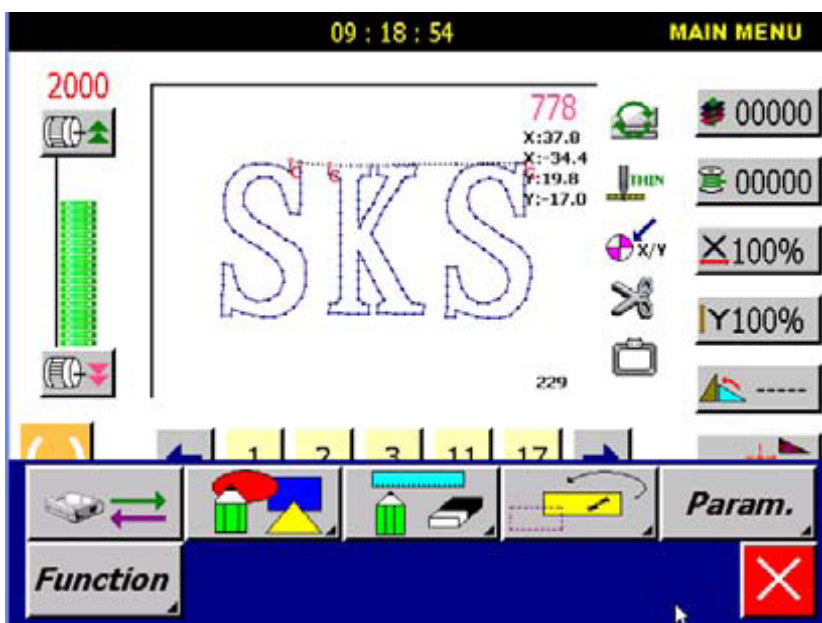 09 : 18 : 54
MAIN MENU
2000
778
X:37.8
X:-34.4
Y:19.8
Y:-17.0
SKS
THIN
X/Y
229
00000
00000
X100%
Y100%
-----
1 2 3 11 17
Param.
Function